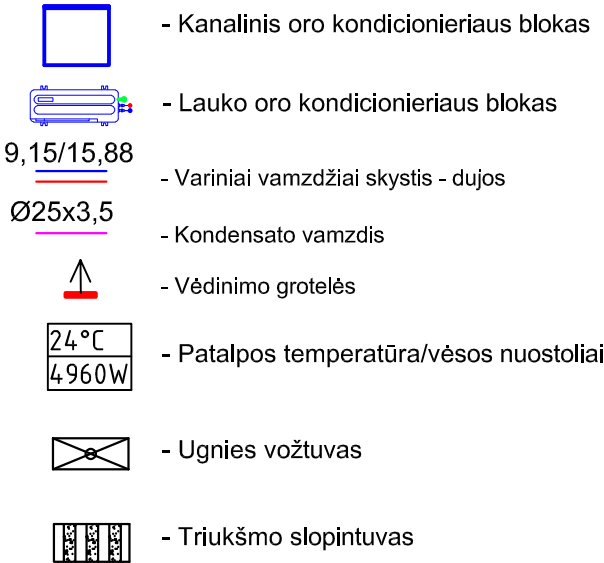 - Kanalinis oro kondicionieriaus blokas
- Lauko oro kondicionieriaus blokas
9,15/15,88
- Variniai vamzdžiai skystis - dujos
Ø25x3,5
- Kondensato vamzdis
- Vėdinimo grotelės
24°C
4960W
- Patalpos temperatūra/vėsos nuostoliai
- Ugnies vožtuvas
- Triukšmo slopintuvas